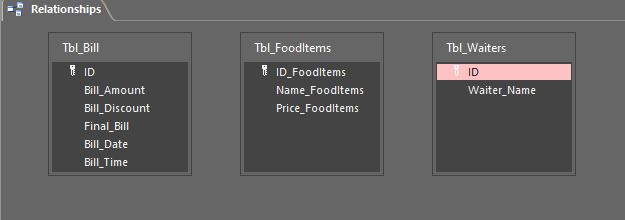 Relationships
Tbl_Bill
ID
Bill_Amount
Bill_Discount
Final_Bill
Bill_Date
Bill_Time
Tbl_FoodItems
ID_FoodItems
Name_FoodItems
Price_FoodItems
Tbl_Waiters
ID
Waiter_Name